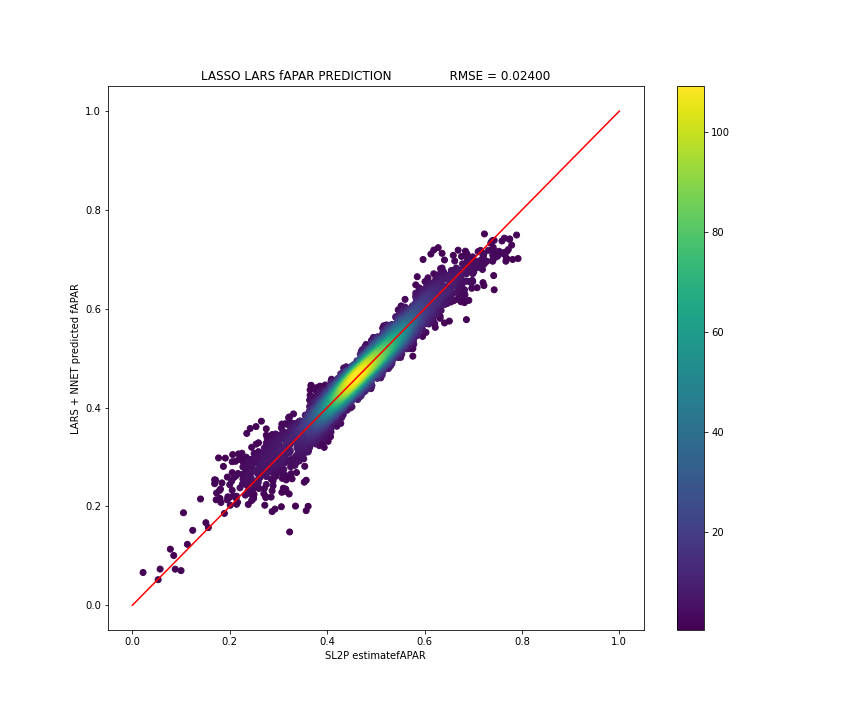 LASSO LARS fAPAR PREDICTION RMSE = 0.02400
1.0
0.8
0.6
0.4
0.2
0.0
LARS + NNET predicted fAPAR
0.0 0.2 0.4 0.6 0.8 1.0
SL2P estimatefAPAR
100
80
60
40
20